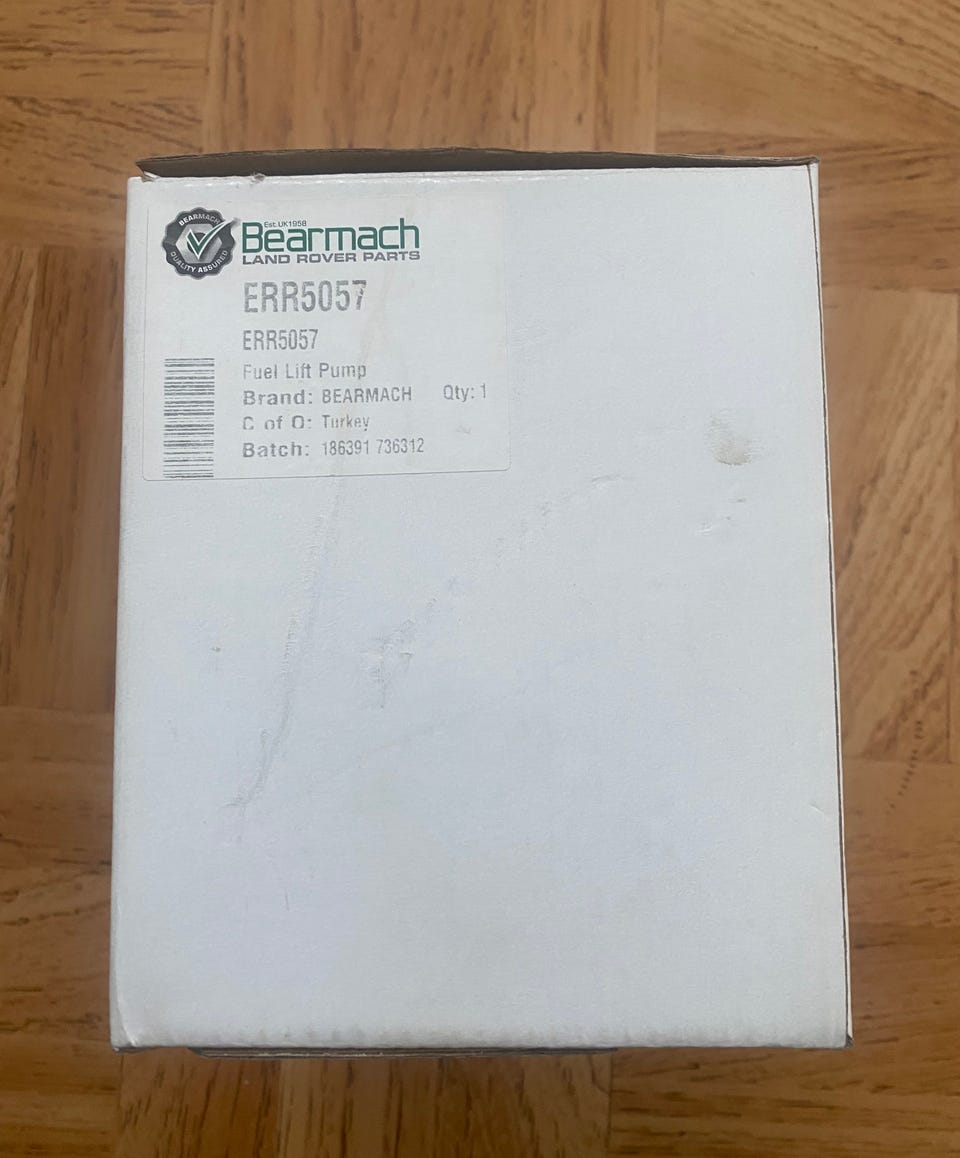 BEARMACH
QUALITY ASSURED
Est.UK1958
Bearmach
LAND ROVER PARTS
ERR5057
ERR5057
Fuel Lift Pump
Brand: BEARMACH Qty: 1
C of O: Turkey
Batch: 186391 736312